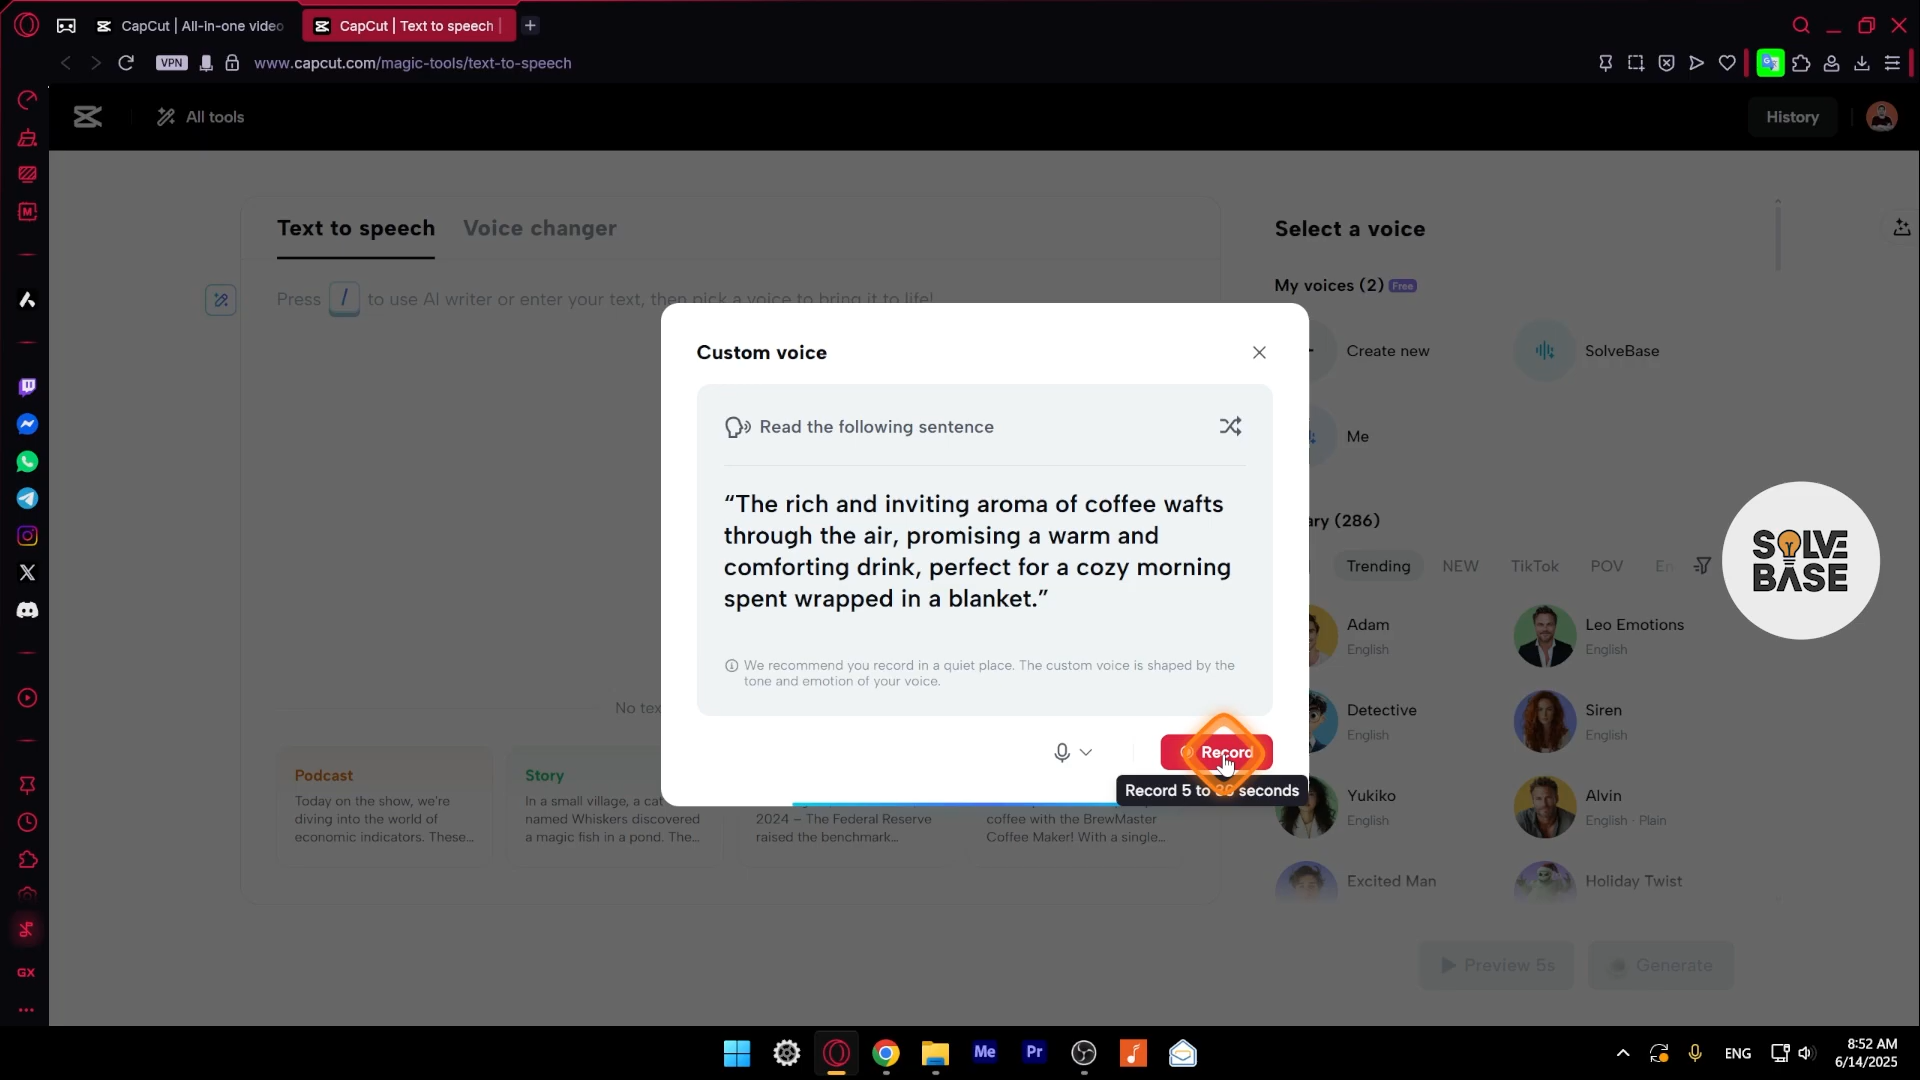 CapCut | All-in-one video
CapCut | Text to speech
VPN
www.capcut.com/magic-tools/text-to-speech
All tools
History
Text to speech
Voice changer
Press / to use AI writer or enter your text, then pick a voice to bring it to life!
Select a voice
My voices (2) Free
Create new
SolveBase
Me
Custom voice
Read the following sentence
“The rich and inviting aroma of coffee wafts
through the air, promising a warm and
comforting drink, perfect for a cozy morning
spent wrapped in a blanket.”
We recommend you record in a quiet place. The custom voice is shaped by the
tone and emotion of your voice.
Record
Record 5 to seconds
(286)
Trending
NEW
TikTok
POV
En
SOLVE
BASE
Adam
English
Leo Emotions
English
Detective
English
Siren
English
Yukiko
English
Alvin
English - Plain
Excited Man
Holiday Twist
No
Podcast
Today on the show, we're
diving into the world of
economic indicators. These...
Story
In a small village, a cat
named Whiskers discovered
a magic fish in a pond. The...
2024 – The Federal Reserve
raised the benchmark...
coffee with the BrewMaster
Coffee Maker! With a single...
Preview 5s
Generate
GX
Me
Pr
ENG
8:52 AM
6/14/2025